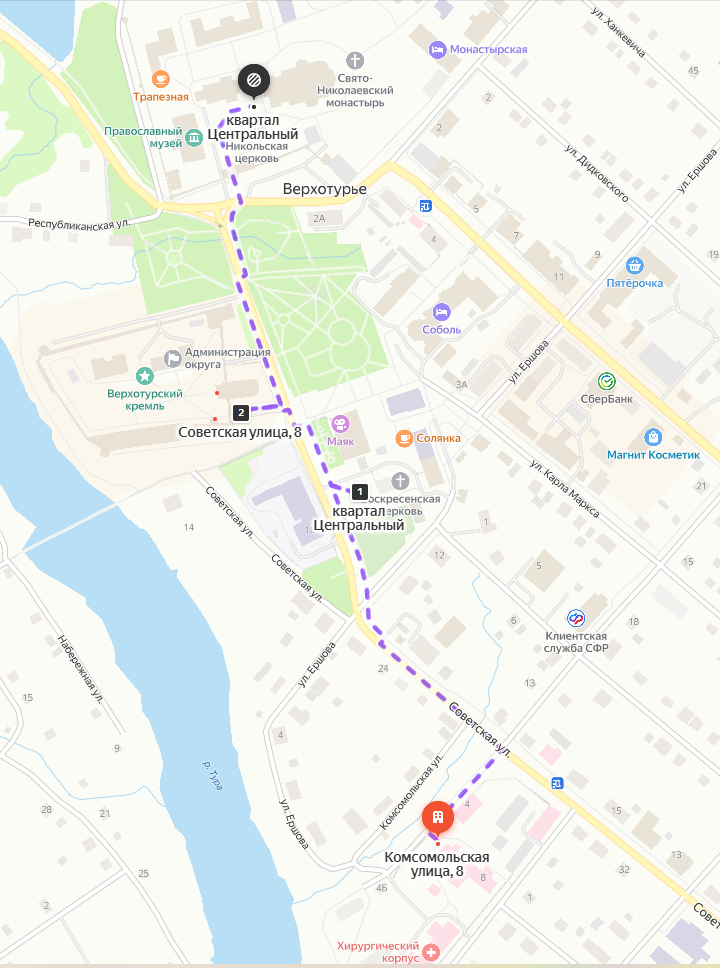 ул. Ханкевича
Монастырская
45
Свято-
Николаевский
монастырь
Трапезная
квартал
Центральный
Православный
музей
Никольская
церковь
2
2
ул. Дидковского
ул. Ершова
Верхотурье
2А
5
4
7
9
19
11
Республиканская ул.
Пятёрочка
Соболь
ул. Ершова
Администрация
округа
Верхотурский
кремль
3А
СберБанк
2
Советская улица, 8
Маяк
Солянка
Магнит Косметик
ул. Карла Маркса
1
Воскресенская
церковь
квартал
Центральный
Советская ул.
14
1
12
15
Советская ул.
5
6
18
Клиентская
служба СФР
Набережная ул.
ул. Ершова
24
13
15
9
4
Советская ул.
р. Тура
Комсомольская ул.
28
21
ул. Ершова
4
15
13
Комсомольская
улица, 8
32
25
4Б
8
2
1
Хирургический
корпус